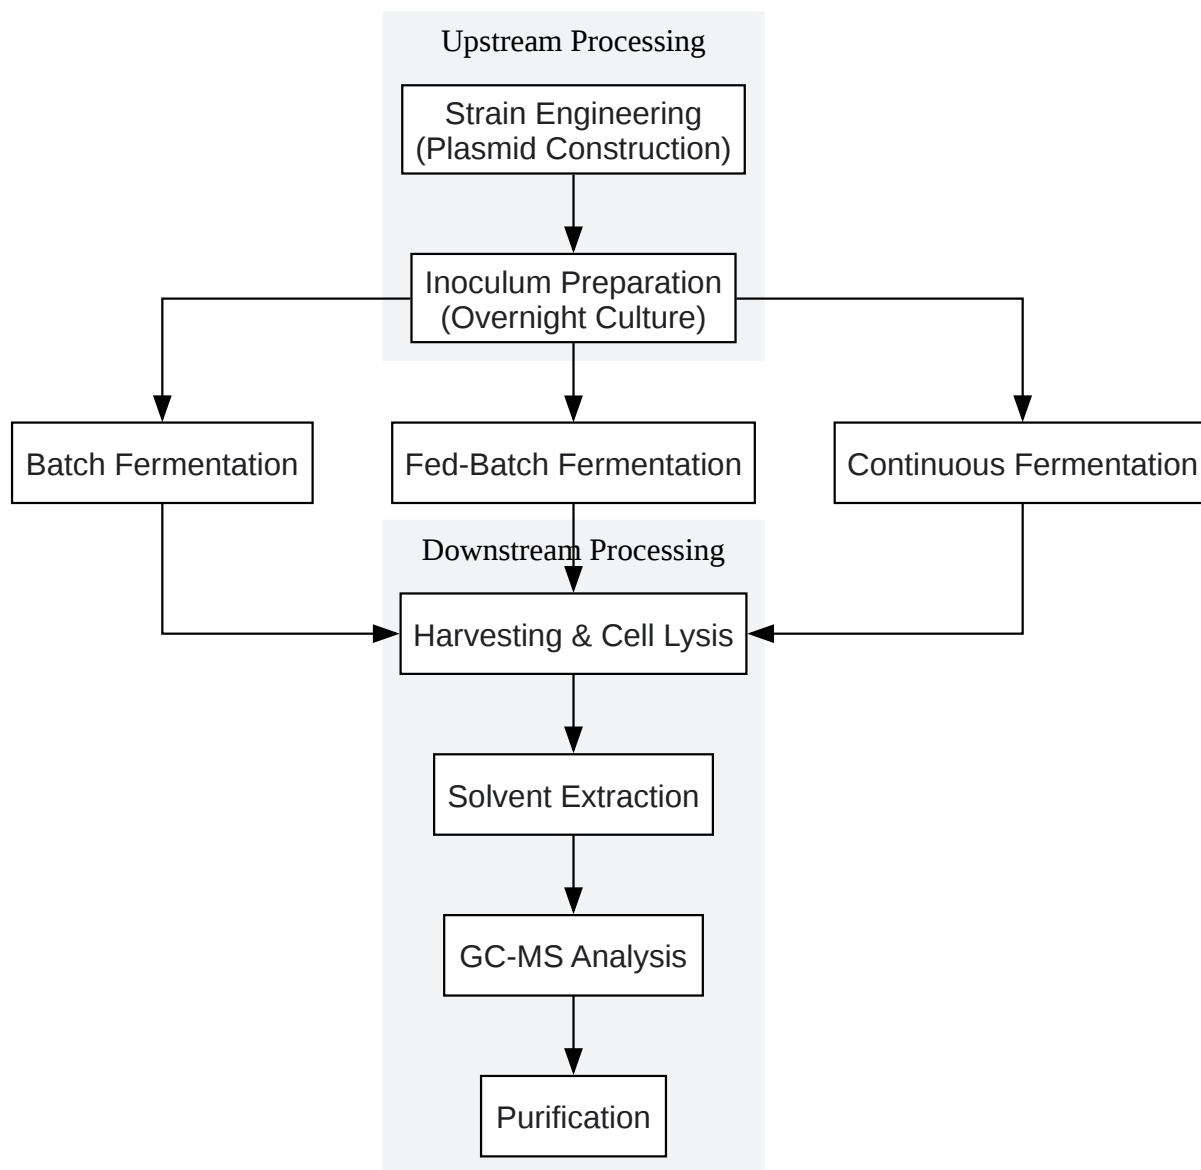 Upstream Processing
Strain Engineering
(Plasmid Construction)
Inoculum Preparation
(Overnight Culture)
Batch Fermentation
Fed-Batch Fermentation
Continuous Fermentation
Downstream Processing
Harvesting & Cell Lysis
Solvent Extraction
GC-MS Analysis
Purification